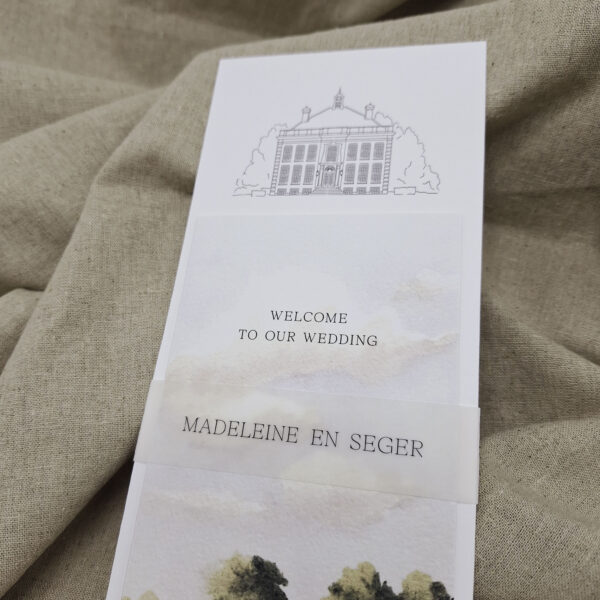 WELCOME
TO OUR WEDDING
MADELEINE EN SEGER